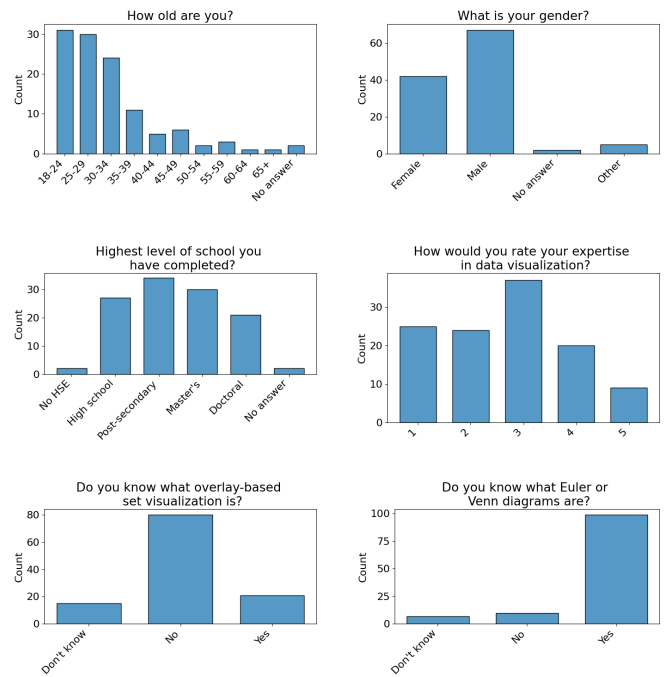 How old are you?
Count
30
20
10
0
18-24
25-29
30-34
35-39
40-44
45-49
50-54
55-59
60-64
65+
No answer
What is your gender?
Count
60
40
20
0
Female
Male
No answer
Other
Highest level of school you
have completed?
Count
30
20
10
0
No HSE
High school
Post-secondary
Master's
Doctoral
No answer
How would you rate your expertise
in data visualization?
Count
30
20
10
0
1
2
3
4
5
Do you know what overlay-based
set visualization is?
Count
80
60
40
20
0
Don't know
No
Yes
Do you know what Euler or
Venn diagrams are?
Count
100
75
50
25
0
Don't know
No
Yes